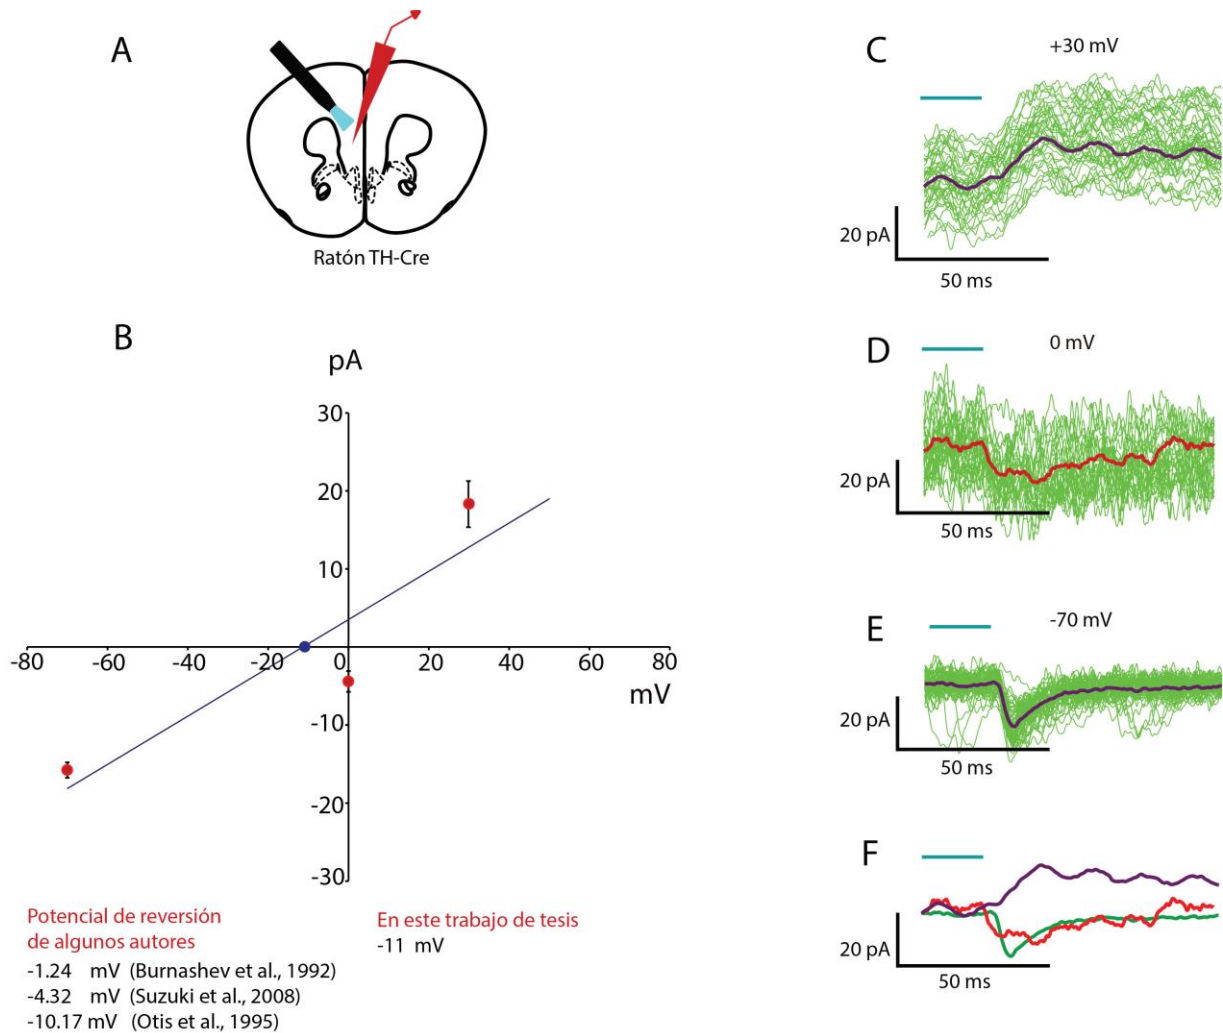 A
Ratón TH-Cre
B
pA
30
20
10
-80
-60
-40
-20
0
20
40
60
80
mV
-10
-20
-30
Potencial de reversión
de algunos autores
-1.24 mV (Burnashev et al., 1992)
-4.32 mV (Suzuki et al., 2008)
-10.17 mV (Otis et al., 1995)
En este trabajo de tesis
-11 mV
C
+30 mV
20 pA
50 ms
D
0 mV
20 pA
50 ms
E
-70 mV
20 pA
50 ms
F
20 pA
50 ms